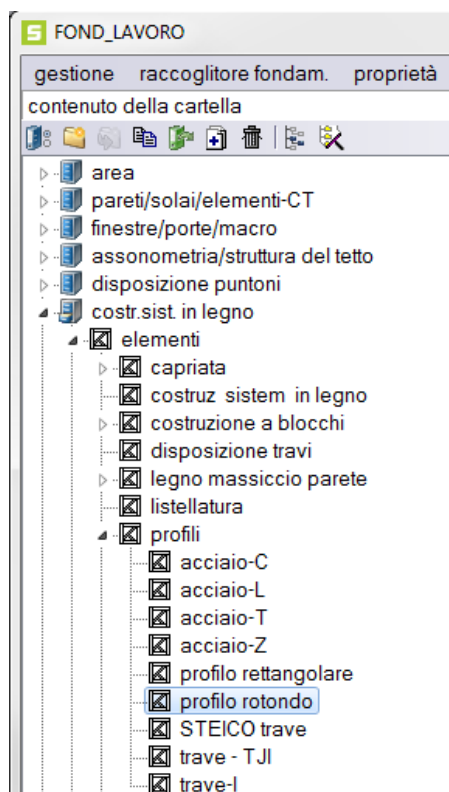 S FOND_LAVORO
gestione raccoglitore fondam. proprietà
contenuto della cartella
area
pareti/solai/elementi-CT
finestre/porte/macro
assonometria/struttura del tetto
disposizione puntoni
costr.sist. in legno
elementi
capriata
costruz sistem in legno
costruzione a blocchi
disposizione travi
legno massiccio parete
listellatura
profili
acciaio-C
acciaio-L
acciaio-T
acciaio-Z
profilo rettangolare
profilo rotondo
STEICO trave
trave - TJI
trave-I